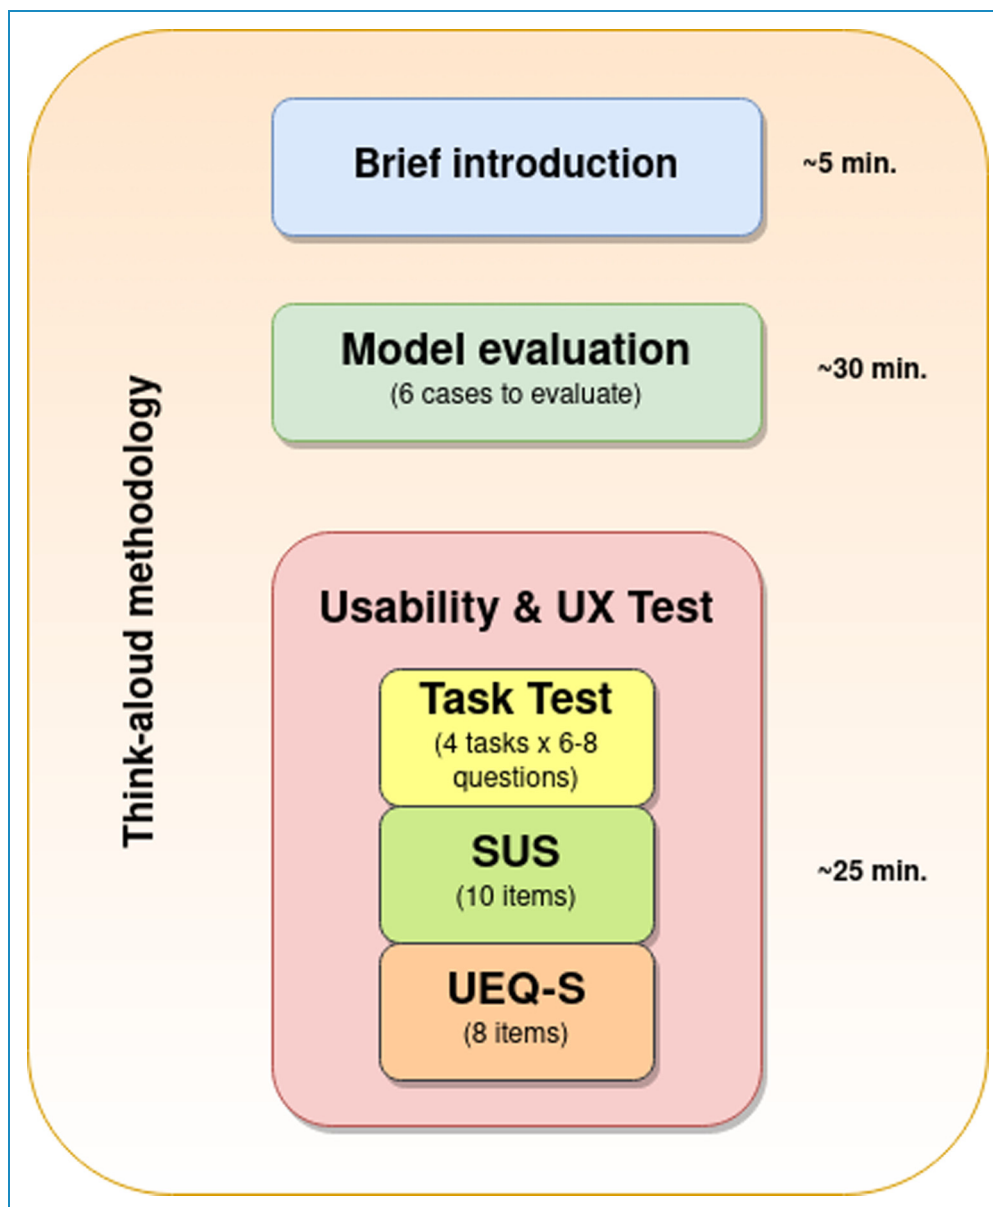 Brief introduction
~5 min.
Model evaluation
(6 cases to evaluate)
~30 min.
Think-aloud methodology
Usability & UX Test
Task Test
(4 tasks x 6-8
questions)
SUS
(10 items)
~25 min.
UEQ-S
(8 items)